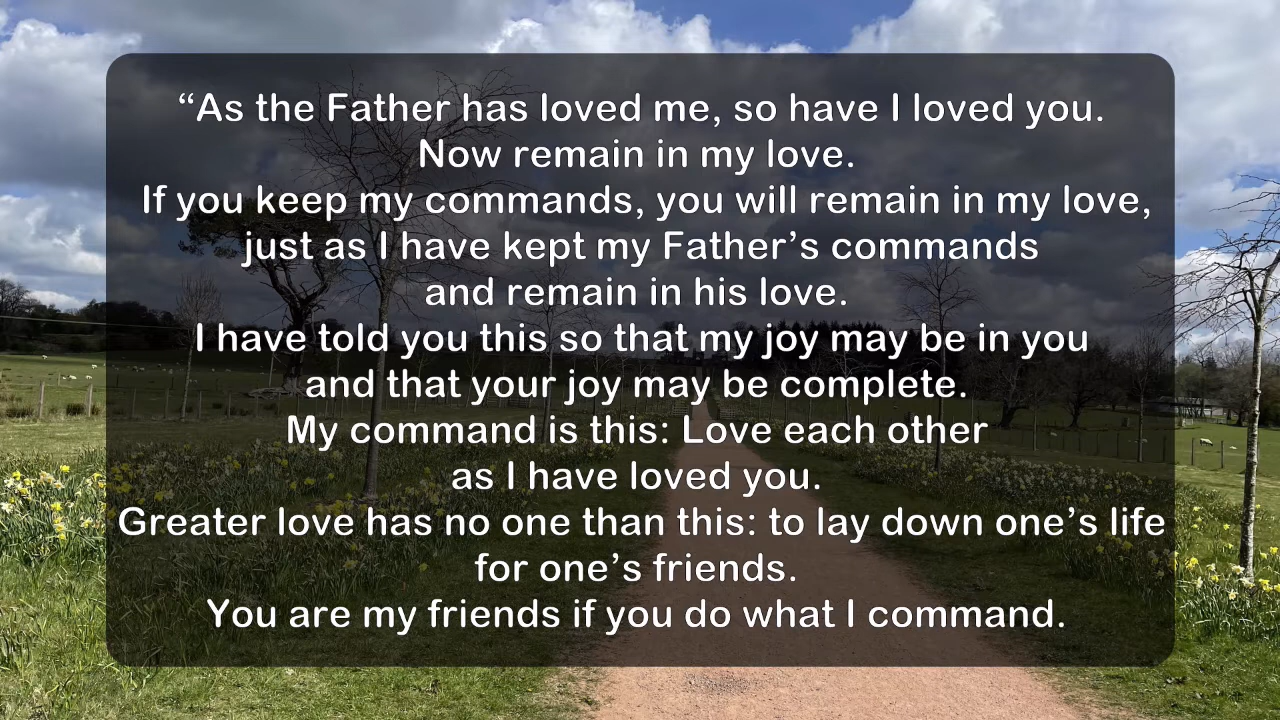 “As the Father has loved me, so have I loved you.
Now remain in my love.
If you keep my commands, you will remain in my love,
just as I have kept my Father’s commands
and remain in his love.
I have told you this so that my joy may be in you
and that your joy may be complete.
My command is this: Love each other
as I have loved you.
Greater love has no one than this: to lay down one’s life
for one’s friends.
You are my friends if you do what I command.